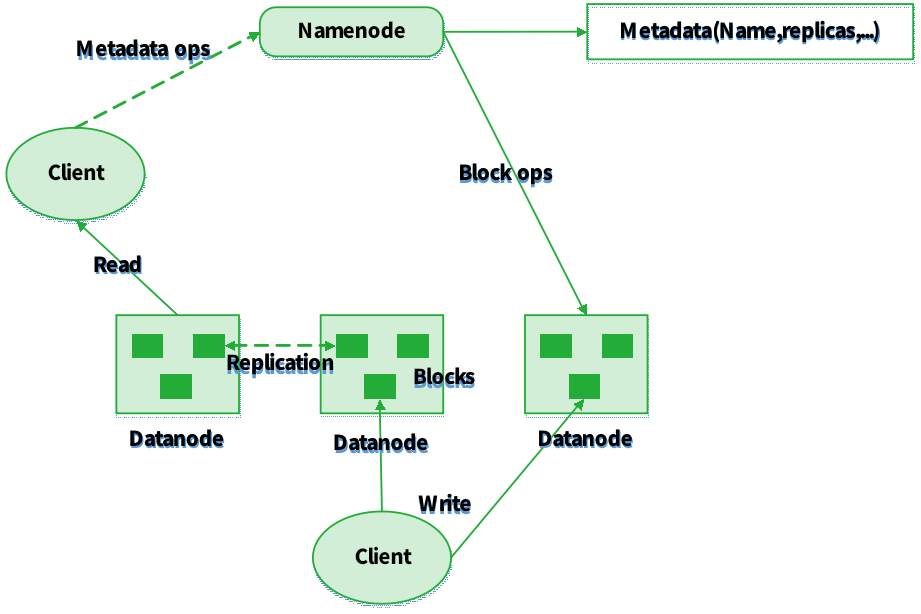 Namenode
Metadata(Name,replicas,...)
Metadata ops
Client
Block ops
Read
Replication
Blocks
Datanode
Datanode
Datanode
Write
Client